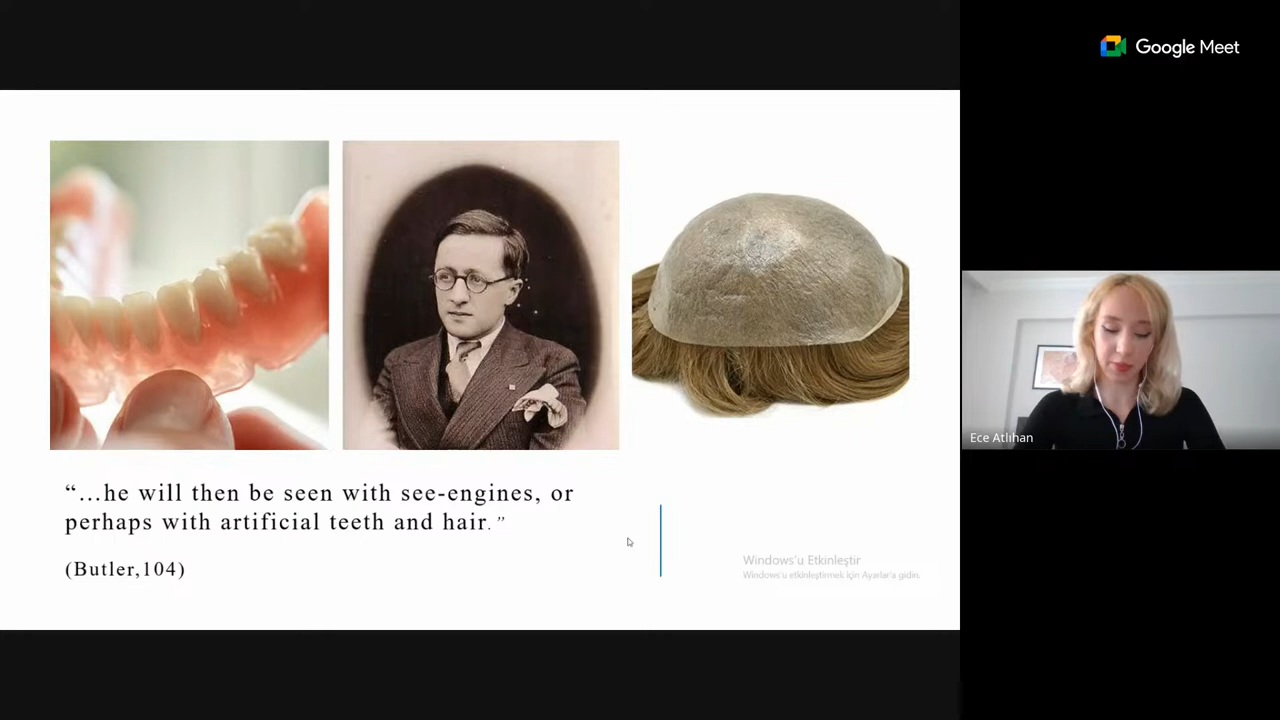 Google Meet
“…he will then be seen with see-engines, or
perhaps with artificial teeth and hair.”
(Butler,104)
Windows'u Etkinleştir
Windows'u etkinleştirmek için Ayarlar'a gidin.
Ece Atlıhan